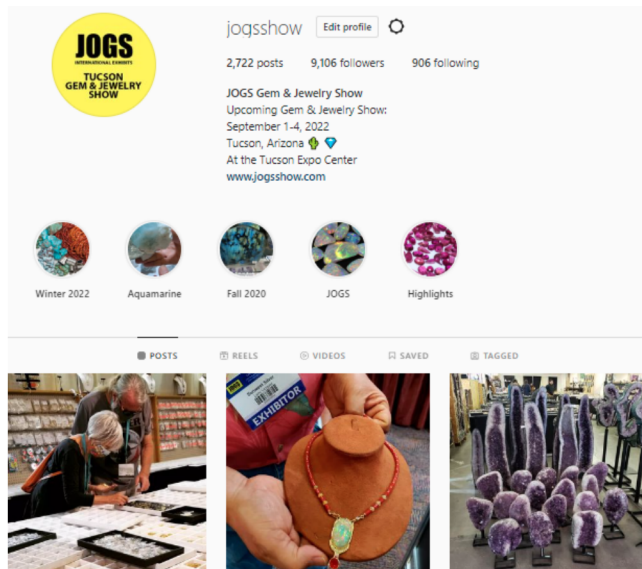 JOGS
INTERNATIONAL EXHIBITS
TUCSON
GEM & JEWELRY
SHOW
jogsshow Edit profile
2,722 posts 9,106 followers 906 following
JOGS Gem & Jewelry Show
Upcoming Gem & Jewelry Show:
September 1-4, 2022
Tucson, Arizona 🌵 💎
At the Tucson Expo Center
www.jogsshow.com
Winter 2022 Aquamarine Fall 2020 JOGS Highlights
POSTS REELS VIDEOS SAVED TAGGED
EXHIBITOR